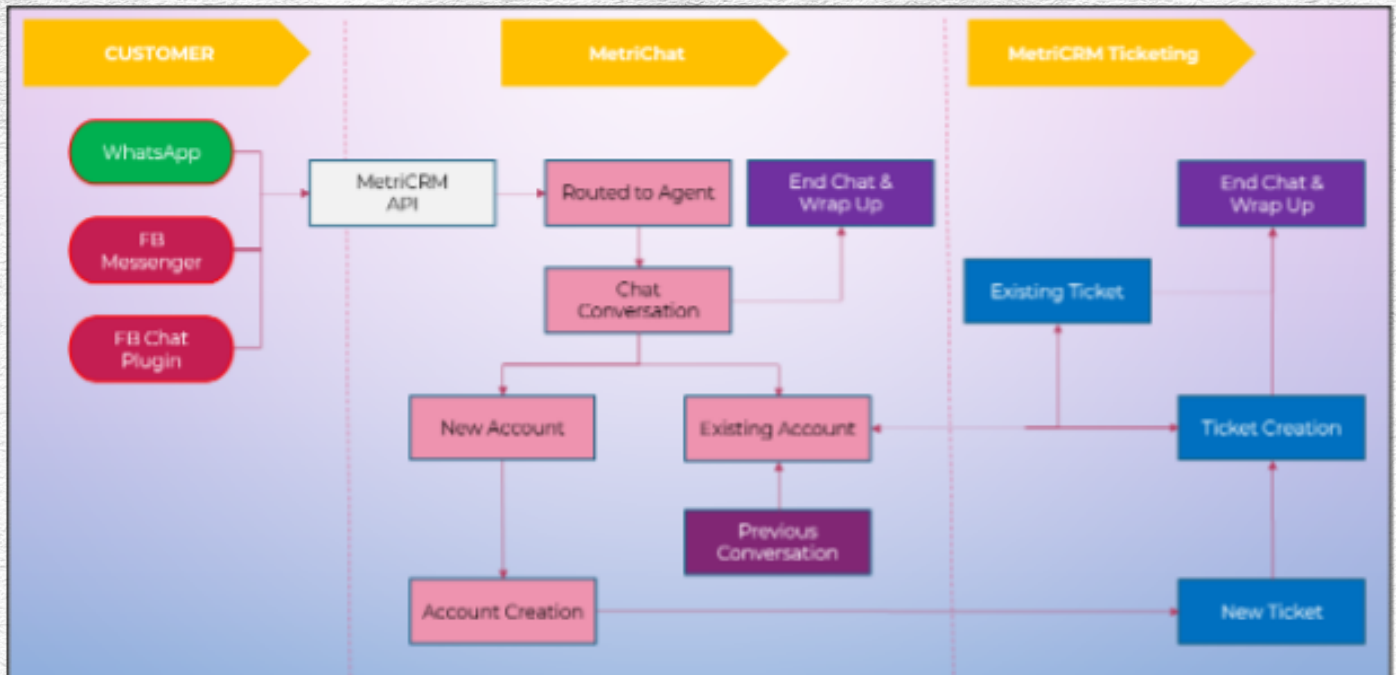 CUSTOMER
MetriChat
MetriCRM Ticketing
WhatsApp
FB
Messenger
FB Chat
Plugin
MetriCRM
API
Routed to Agent
End Chat &
Wrap Up
Chat
Conversation
New Account
Existing Account
Previous
Conversation
Account Creation
End Chat &
Wrap Up
Existing Ticket
Ticket Creation
New Ticket